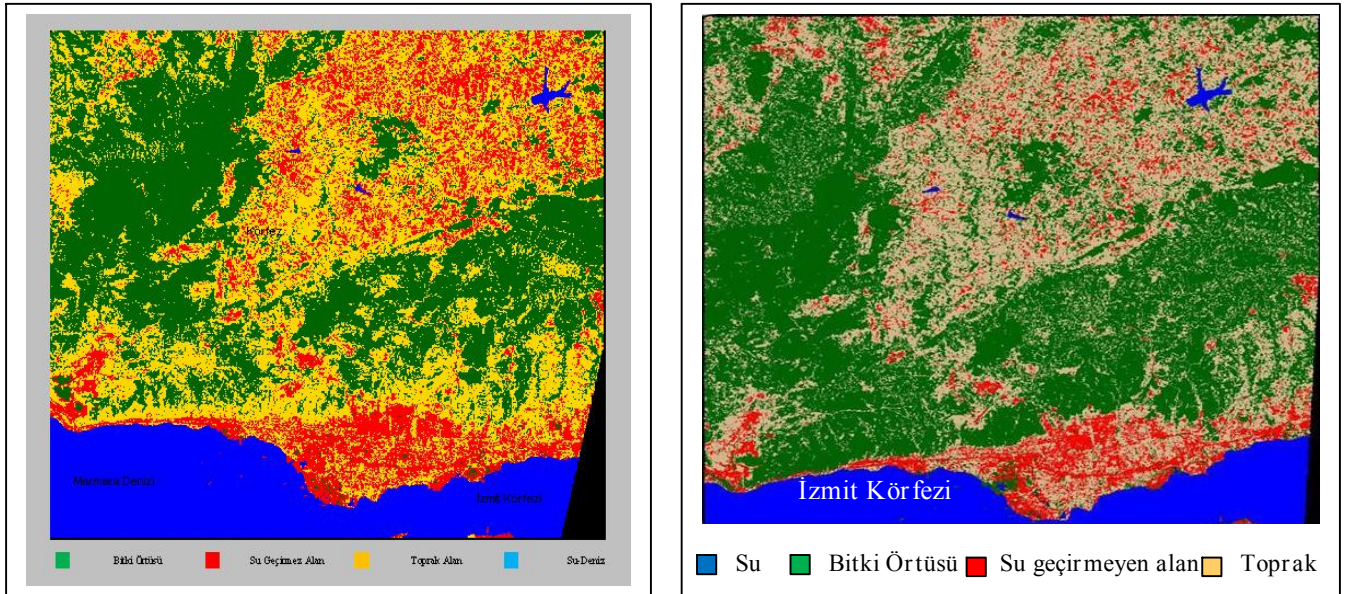 Körfez
Marmara Denizi
İzmit Körfezi
Bitki Örtüsü Su Geçirmez Alan Toprak Alan Su-Deniz
İzmit Körfezi
Su Bitki Örtüsü Su geçirmeyen alan Toprak